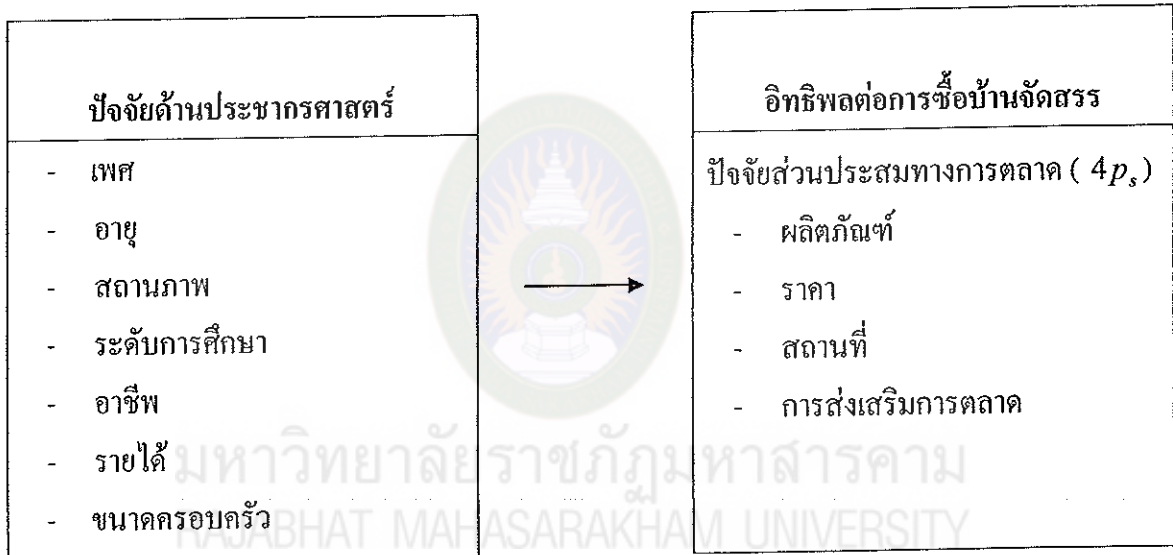 ปัจจัยด้านประชากรศาสตร์
- เพศ
- อายุ
- สถานภาพ
- ระดับการศึกษา
- อาชีพ
- รายได้
- ขนาดครอบครัว
อิทธิพลต่อการซื้อบ้านจัดสรร
ปัจจัยส่วนประสมทางการตลาด ( 4pₛ)
- ผลิตภัณฑ์
- ราคา
- สถานที่
- การส่งเสริมการตลาด
มหาวิทยาลัยราชภัฏมหาสารคาม
RAJABHAT MAHASARAKHAM UNIVERSITY